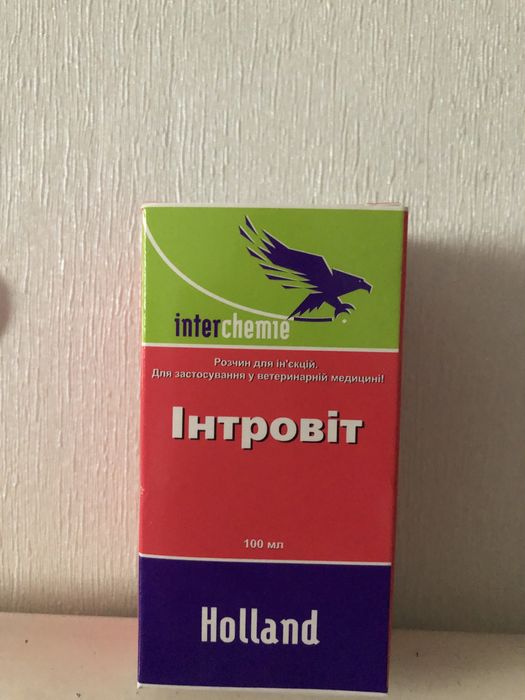 interchemie
Розчин для ін'єкцій.
Для застосування у ветеринарній медицині!
Інтровіт
100 мл
Holland